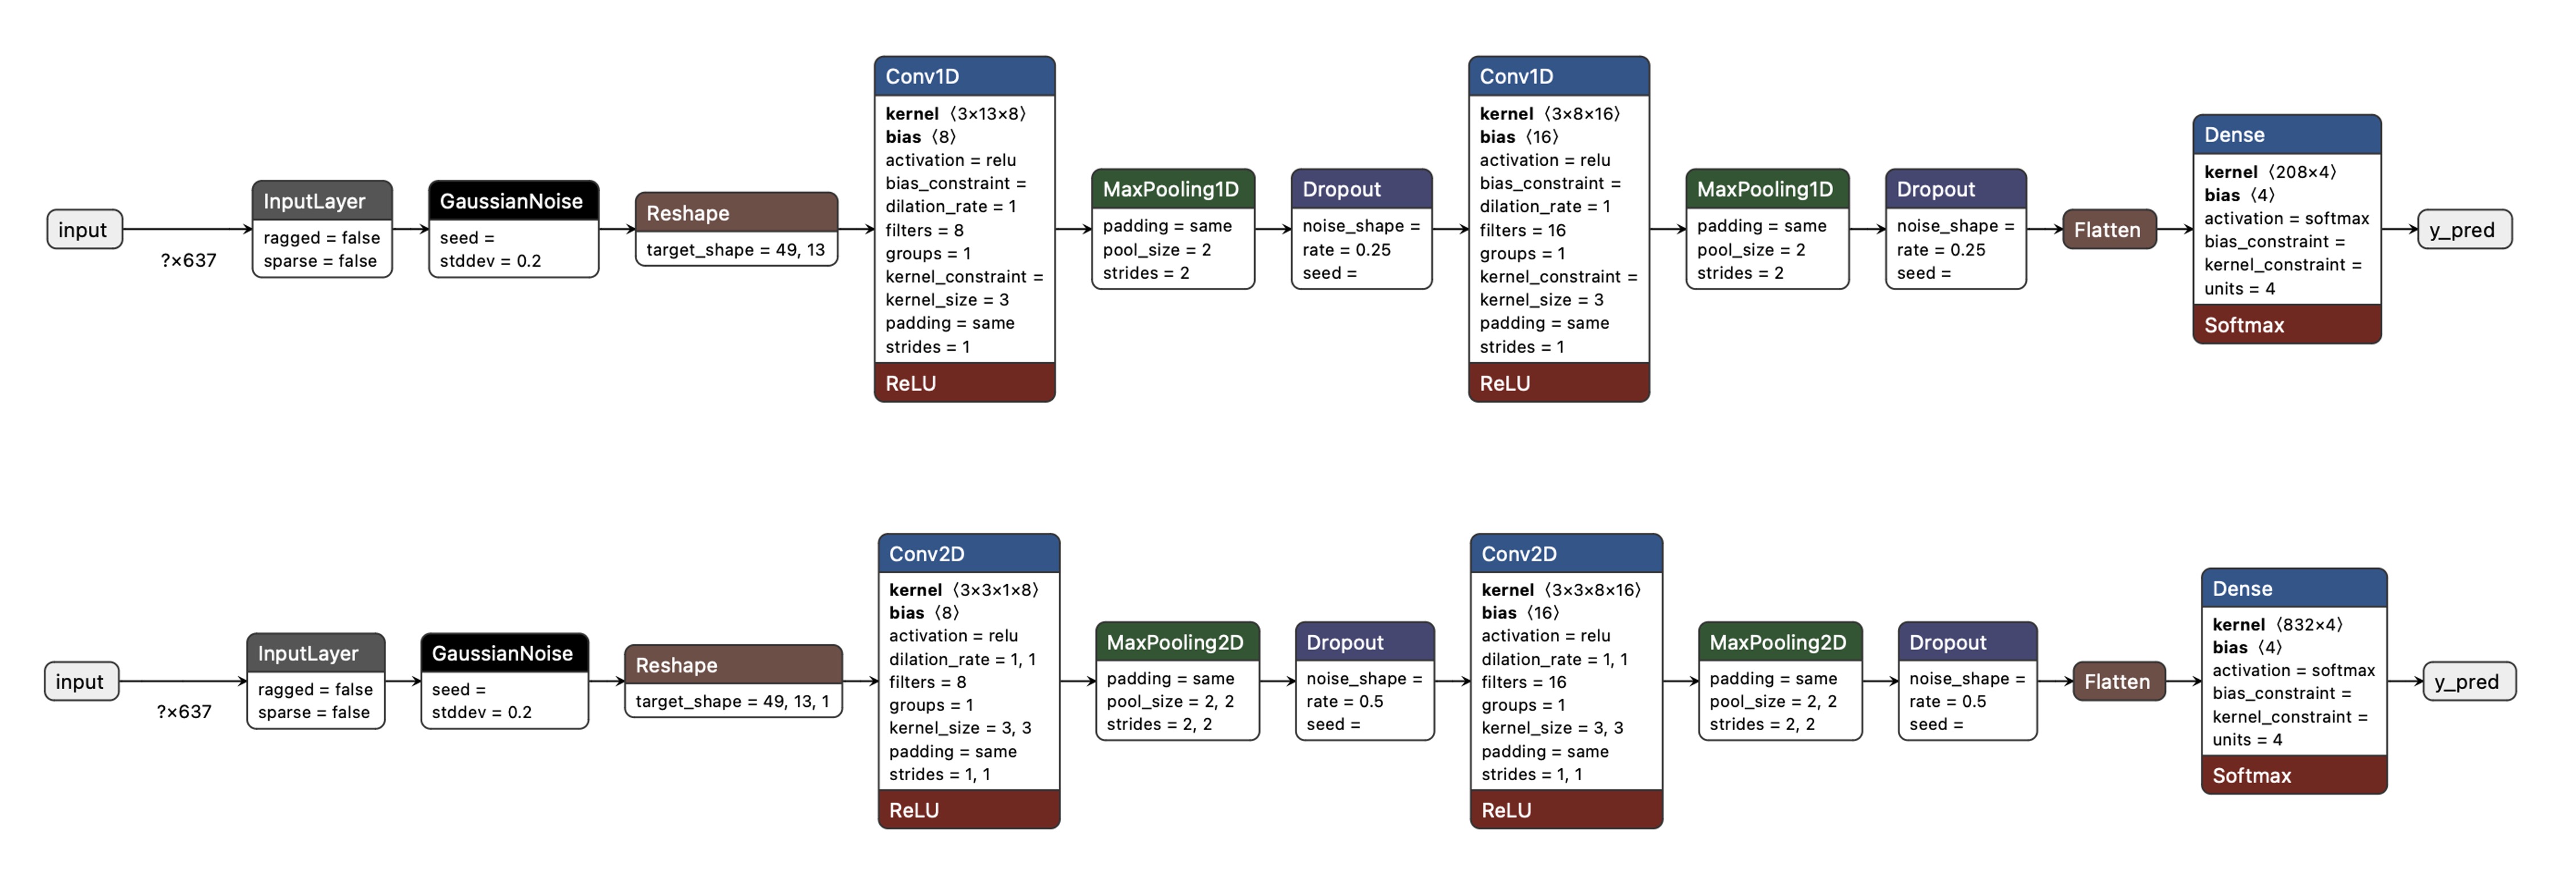 input
?×637
InputLayer
ragged = false
sparse = false
GaussianNoise
seed =
stddev = 0.2
Reshape
target_shape = 49, 13
Conv1D
kernel ⟨3×13×8⟩
bias ⟨8⟩
activation = relu
bias_constraint =
dilation_rate = 1
filters = 8
groups = 1
kernel_constraint =
kernel_size = 3
padding = same
strides = 1
ReLU
MaxPooling1D
padding = same
pool_size = 2
strides = 2
Dropout
noise_shape =
rate = 0.25
seed =
Conv1D
kernel ⟨3×8×16⟩
bias ⟨16⟩
activation = relu
bias_constraint =
dilation_rate = 1
filters = 16
groups = 1
kernel_constraint =
kernel_size = 3
padding = same
strides = 1
ReLU
MaxPooling1D
padding = same
pool_size = 2
strides = 2
Dropout
noise_shape =
rate = 0.25
seed =
Flatten
Dense
kernel ⟨208×4⟩
bias ⟨4⟩
activation = softmax
bias_constraint =
kernel_constraint =
units = 4
Softmax
y_pred
input
?×637
InputLayer
ragged = false
sparse = false
GaussianNoise
seed =
stddev = 0.2
Reshape
target_shape = 49, 13, 1
Conv2D
kernel ⟨3×3×1×8⟩
bias ⟨8⟩
activation = relu
dilation_rate = 1, 1
filters = 8
groups = 1
kernel_size = 3, 3
padding = same
strides = 1, 1
ReLU
MaxPooling2D
padding = same
pool_size = 2, 2
strides = 2, 2
Dropout
noise_shape =
rate = 0.5
seed =
Conv2D
kernel ⟨3×3×8×16⟩
bias ⟨16⟩
activation = relu
dilation_rate = 1, 1
filters = 16
groups = 1
kernel_size = 3, 3
padding = same
strides = 1, 1
ReLU
MaxPooling2D
padding = same
pool_size = 2, 2
strides = 2, 2
Dropout
noise_shape =
rate = 0.5
seed =
Flatten
Dense
kernel ⟨832×4⟩
bias ⟨4⟩
activation = softmax
bias_constraint =
kernel_constraint =
units = 4
Softmax
y_pred